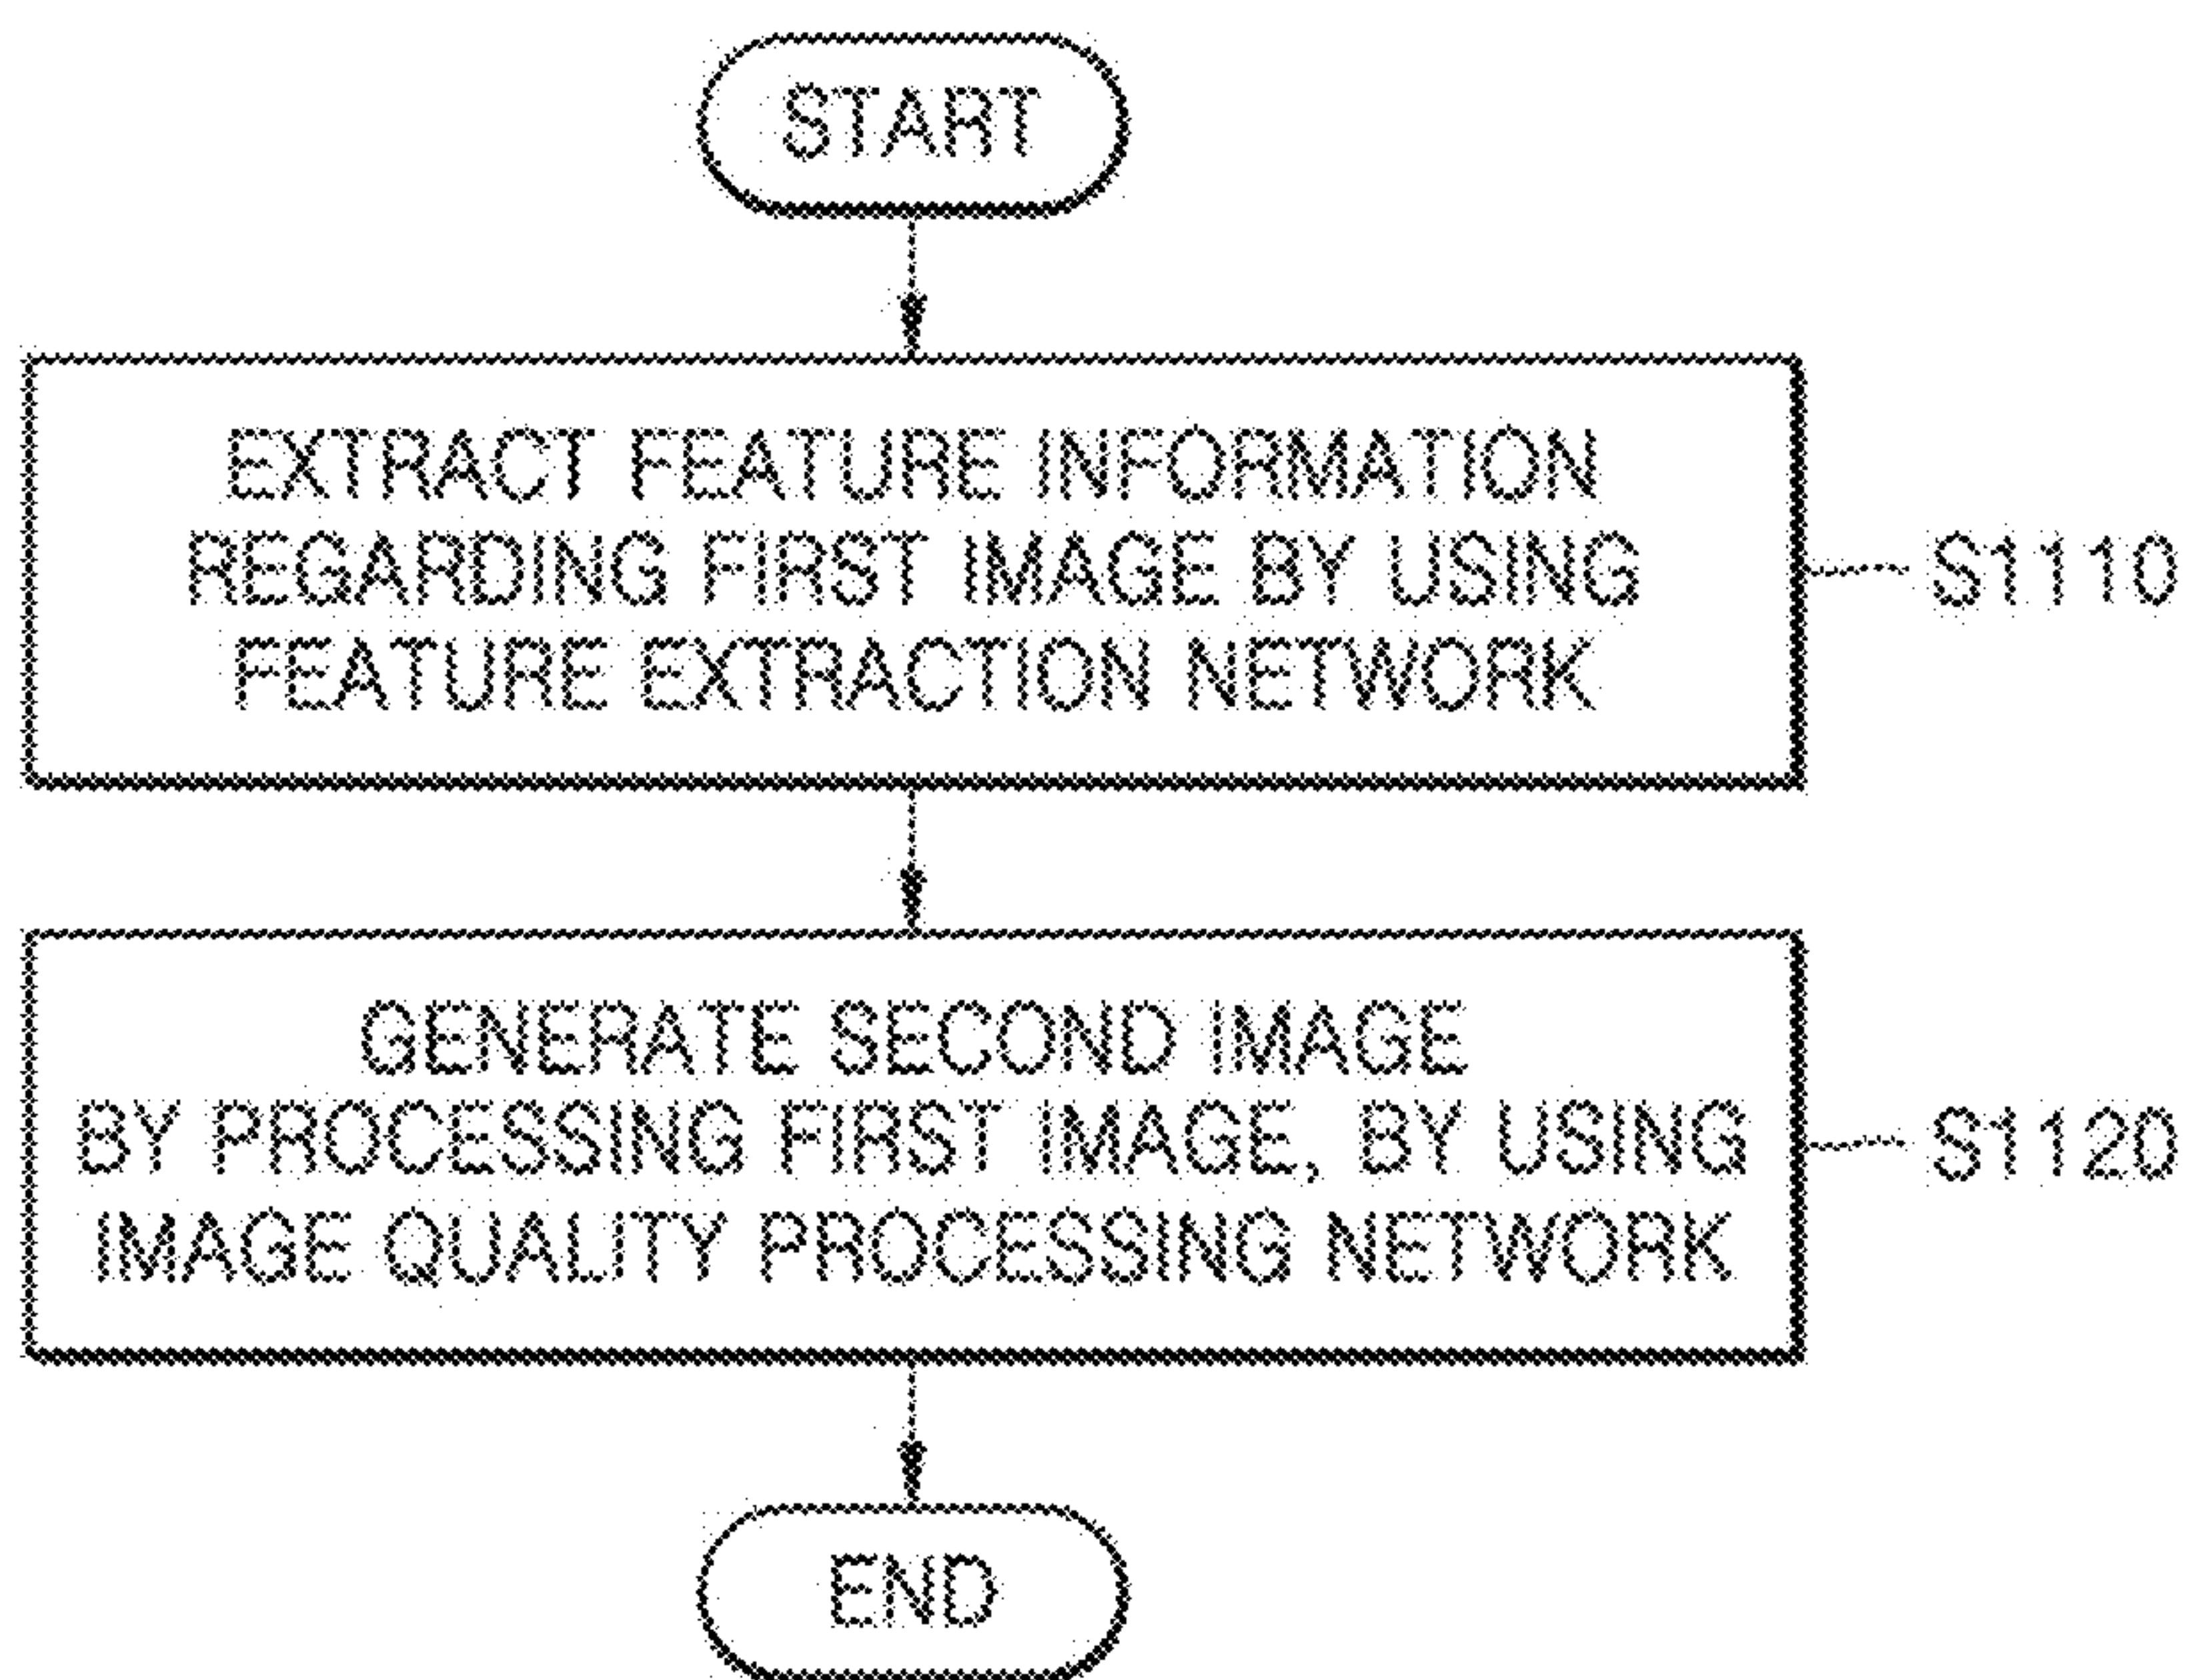 START
EXTRACT FEATURE INFORMATION
REGARDING FIRST IMAGE BY USING
FEATURE EXTRACTION NETWORK
S1110
GENERATE SECOND IMAGE
BY PROCESSING FIRST IMAGE, BY USING
IMAGE QUALITY PROCESSING NETWORK
S1120
END